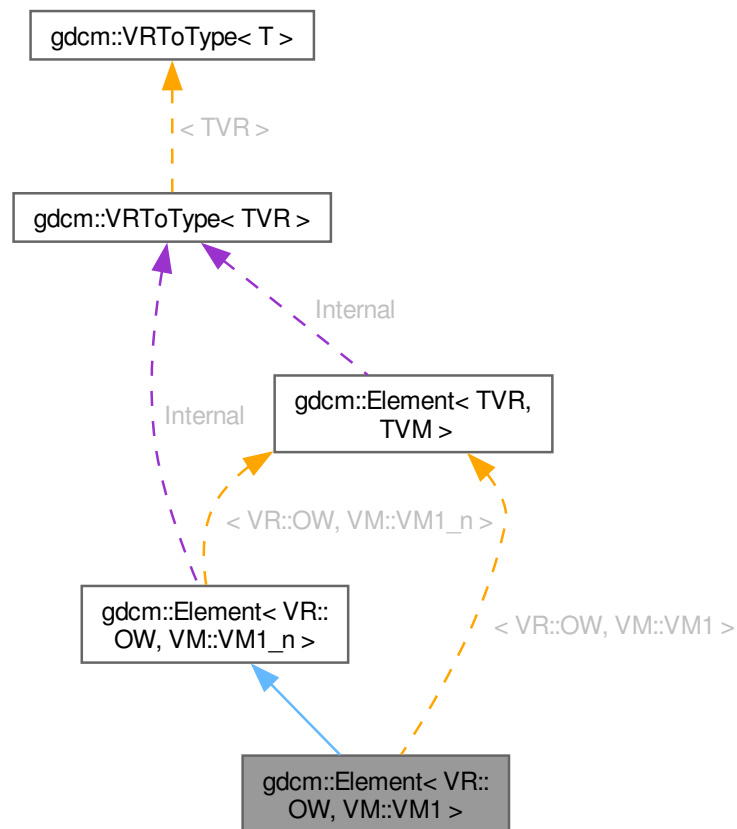 gdcm::VRToType< T >
< TVR >
gdcm::VRToType< TVR >
Internal
gdcm::Element< TVR,
TVM >
Internal
< VR::OW, VM::VM1_n >
gdcm::Element< VR::
OW, VM::VM1_n >
< VR::OW, VM::VM1 >
gdcm::Element< VR::
OW, VM::VM1 >